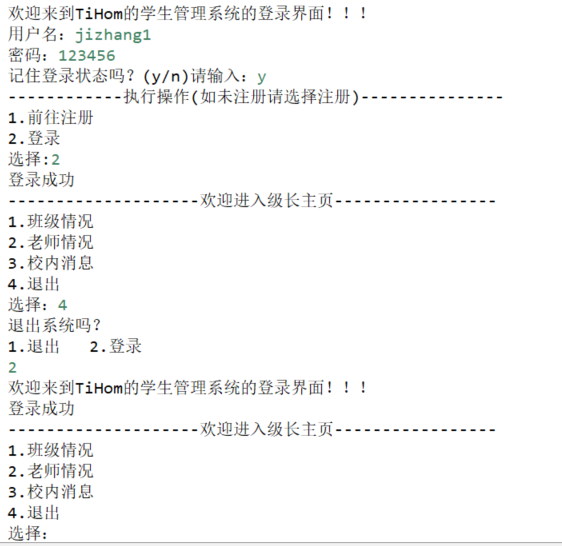 欢迎来到TiHom的学生管理系统的登录界面!!!
用户名: jizhang1
密码: 123456
记住登录状态吗? (y/n)请输入: y
------------执行操作(如未注册请选择注册)---------------
1.前往注册
2.登录
选择:2
登录成功
--------------------欢迎进入级长主页-----------------
1.班级情况
2.老师情况
3.校内消息
4.退出
选择: 4
退出系统吗?
1.退出   2.登录
2
欢迎来到TiHom的学生管理系统的登录界面!!!
登录成功
--------------------欢迎进入级长主页-----------------
1.班级情况
2.老师情况
3.校内消息
4.退出
选择: